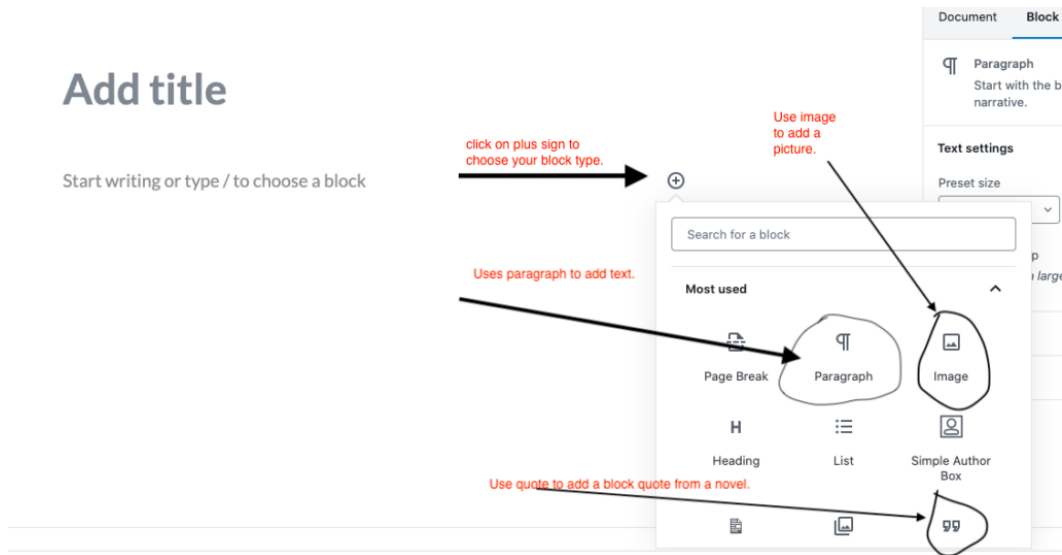 Document Block
Add title
Paragraph
Start with the b
narrative.
Use image
to add a
picture.
click on plus sign to
choose your block type.
Text settings
Start writing or type / to choose a block
Preset size
Search for a block
p
large
Uses paragraph to add text.
Most used
Page Break Paragraph Image
H
Heading List Simple Author
Box
Use quote to add a block quote from a novel.